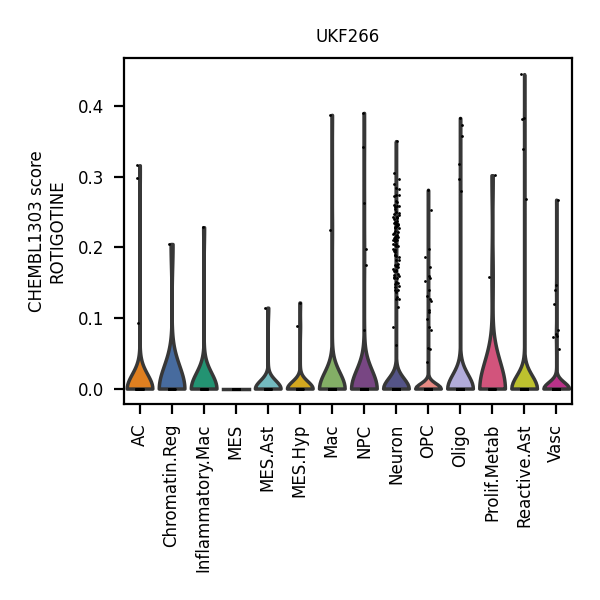 UKF266
CHEMBL1303 score
ROTIGOTINE
0.4
0.3
0.2
0.1
0.0
AC
Chromatin.Reg
Inflammatory.Mac
MES
MES.Ast
MES.Hyp
Mac
NPC
Neuron
OPC
Oligo
Prolif.Metab
Reactive.Ast
Vasc